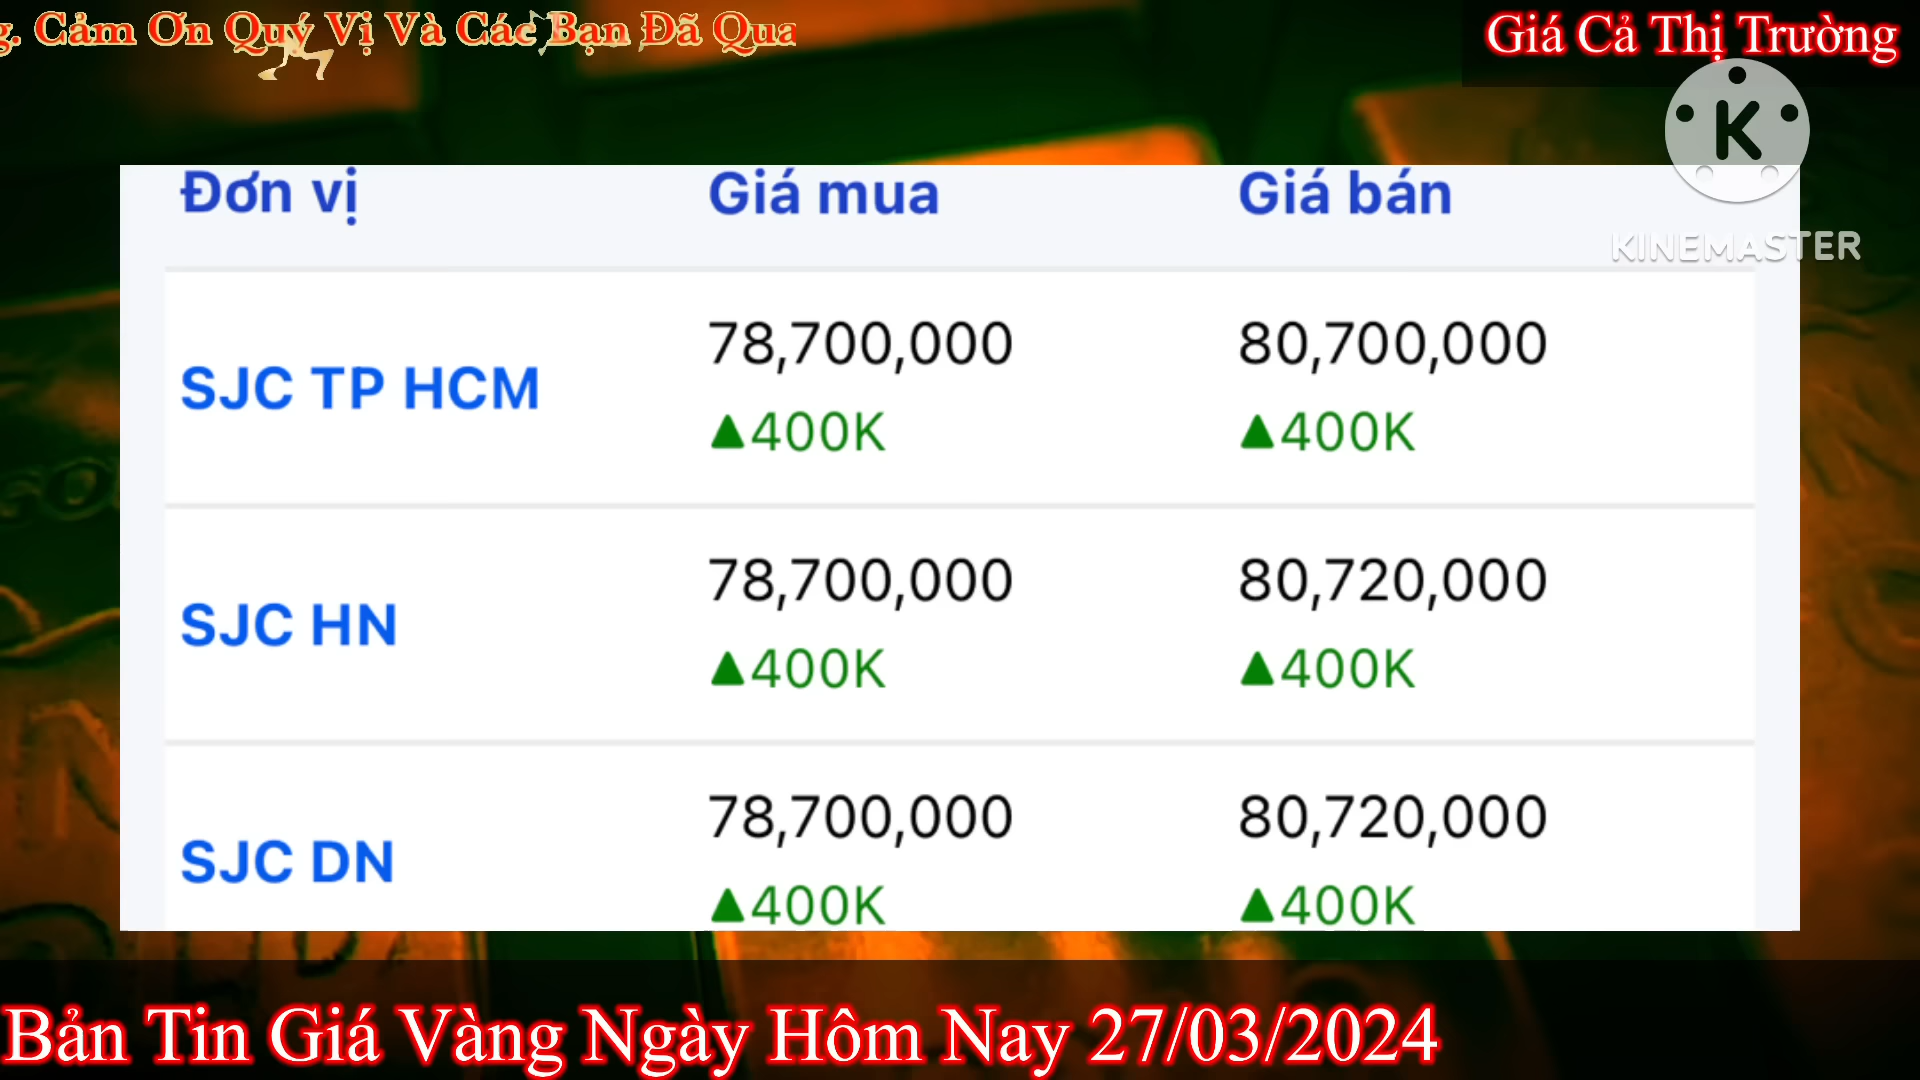 g. Cảm Ơn Quý Vị Và Các Bạn Đã Qua
Giá Cả Thị Trường
K
KINEMASTER
Đơn vị Giá mua Giá bán
SJC TP HCM 78,700,000 80,700,000
▲400K ▲400K
SJC HN 78,700,000 80,720,000
▲400K ▲400K
SJC DN 78,700,000 80,720,000
▲400K ▲400K
Bản Tin Giá Vàng Ngày Hôm Nay 27/03/2024